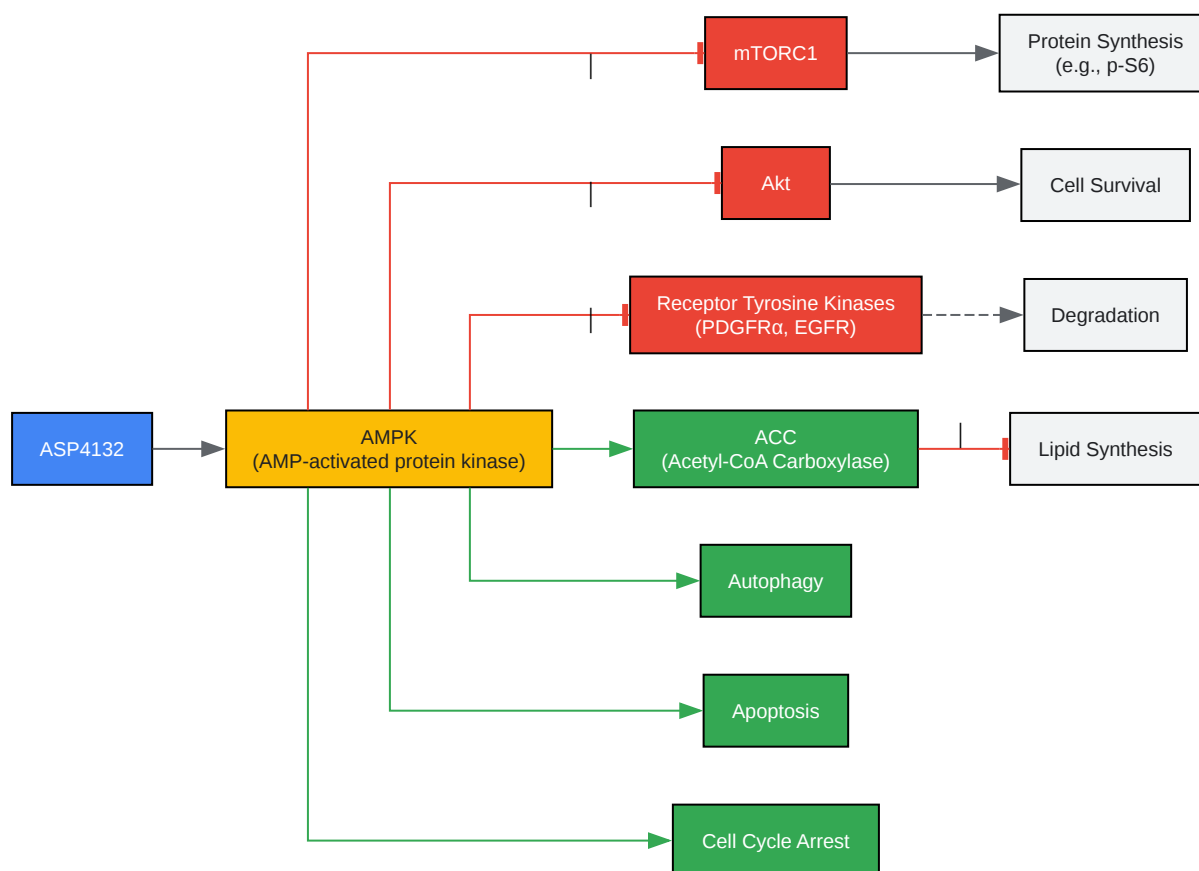 mTORC1
Protein Synthesis
(e.g., p-S6)
Akt
Cell Survival
Receptor Tyrosine Kinases
(PDGFRα, EGFR)
Degradation
ASP4132
AMPK
(AMP-activated protein kinase)
ACC
(Acetyl-CoA Carboxylase)
Lipid Synthesis
Autophagy
Apoptosis
Cell Cycle Arrest